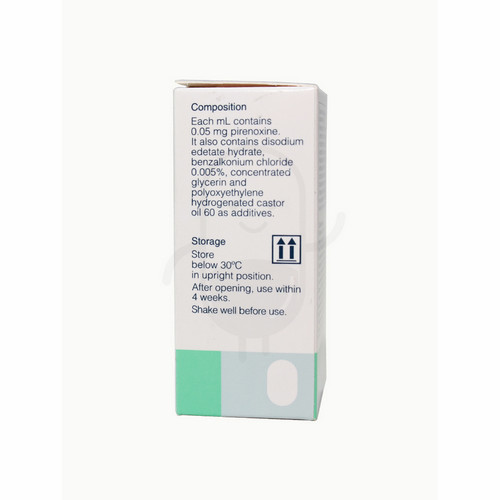 Composition
Each mL contains
0.05 mg pirenoxine.
It also contains disodium
edetate hydrate,
benzalkonium chloride
0.005%, concentrated
glycerin and
polyoxyethylene
hydrogenated castor
oil 60 as additives.
Storage
Store
below 30ºC
in upright position.
After opening, use within
4 weeks.
Shake well before use.